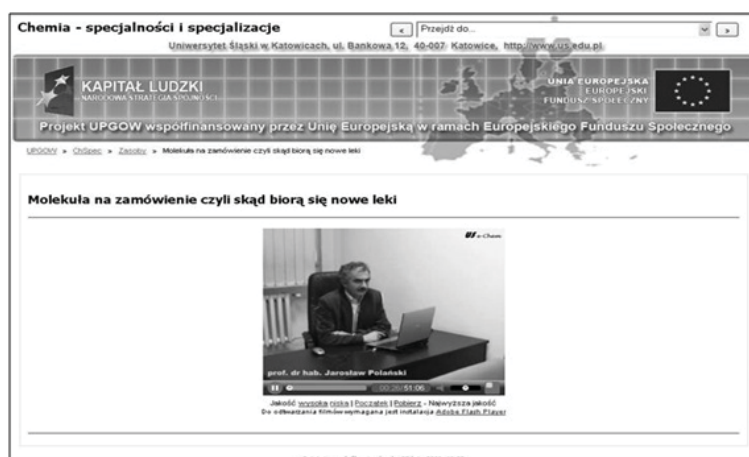 Chemia - specjalności i specjalizacje
< Przejdź do... >
Uniwersytet Śląski w Katowicach, ul. Bankowa 12, 40-007 Katowice, http://www.us.edu.pl
KAPITAŁ LUDZKI
NARODOWA STRATEGIA SPÓJNOŚCI
UNIA EUROPEJSKA
EUROPEJSKI
FUNDUSZ SPOŁECZNY
Projekt UPGOW współfinansowany przez Unię Europejską w ramach Europejskiego Funduszu Społecznego
UPGOW » ChSpec » Zasoby » Molekuła na zamówienie czyli skąd biorą się nowe leki
Molekuła na zamówienie czyli skąd biorą się nowe leki
US e-Chemia
prof. dr hab. Jarosław Polański
00:26/51:06
Jakość wysoka niska | Początek | Pobierz - Najwyższa jakość
Do odtwarzania filmów wymagana jest instalacja Adobe Flash Player